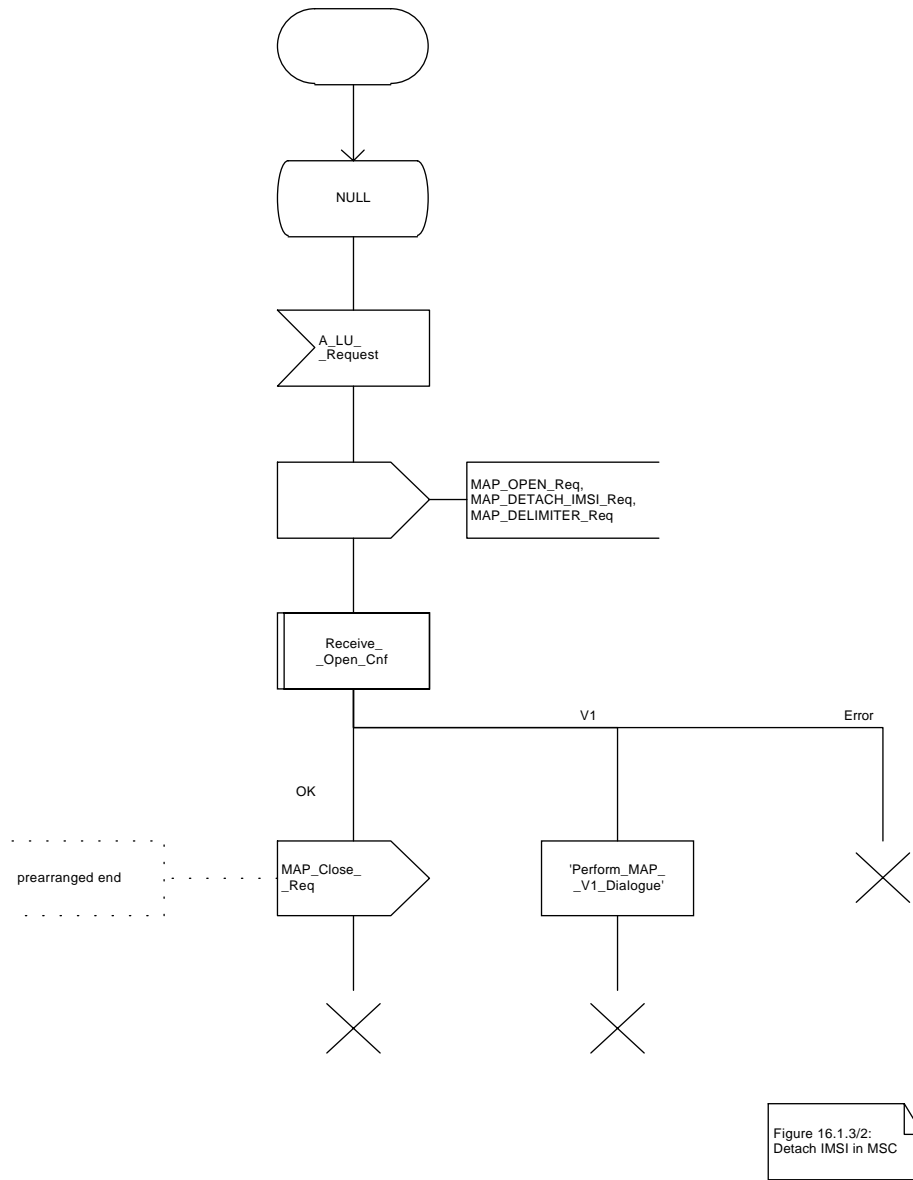 NULL
A_LU_
_Request
MAP_OPEN_Req,
MAP_DETACH_IMSI_Req,
MAP_DELIMITER_Req
Receive_
_Open_Cnf
V1
Error
OK
prearranged end
MAP_Close_
_Req
'Perform_MAP_
_V1_Dialogue'
Figure 16.1.3/2:
Detach IMSI in MSC